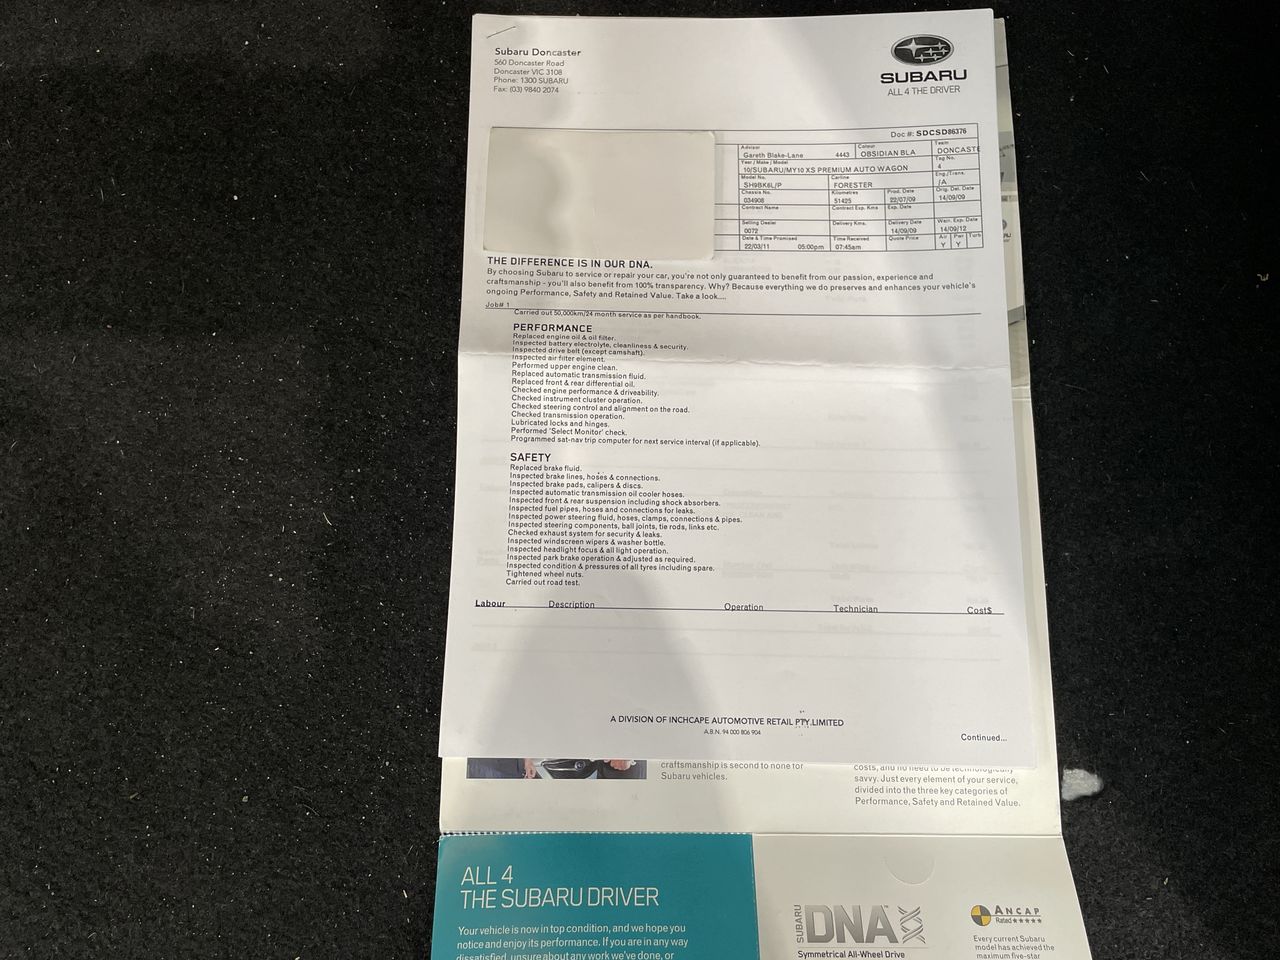 Subaru Doncaster
560 Doncaster Road
Doncaster VIC 3108
Phone: 1300 SUBARU
Fax: (03) 9840 2074
SUBARU
ALL 4 THE DRIVER
Doc #: SDCSD86376
Advisor Colour Team
Gareth Blake-Lane 4443 OBSIDIAN BLA DONCASTE
Year / Make / Model Tag No.
10/SUBARU/MY10 XS PREMIUM AUTO WAGON 4
Model No. Carline Eng./Trans.
SH9BK6L/P FORESTER /A
Chassis No. Kilometres Prod. Date Orig. Del. Date
034908 51425 22/07/09 14/09/09
Contract Name Contract Exp. Kms Exp. Date
Selling Dealer Delivery Kms. Delivery Date Warr. Exp. Date
0072 14/09/09 14/09/12
Date & Time Promised Time Received Quote Price Air Pwr Turb
22/03/11 05:00pm 07:45am Y Y
THE DIFFERENCE IS IN OUR DNA.
By choosing Subaru to service or repair your car, you're not only guaranteed to benefit from our passion, experience and
craftsmanship - you'll also benefit from 100% transparency. Why? Because everything we do preserves and enhances your vehicle's
ongoing Performance, Safety and Retained Value. Take a look....
Job# 1
Carried out 50,000km/24 month service as per handbook.
PERFORMANCE
Replaced engine oil & oil filter.
Inspected battery electrolyte, cleanliness & security.
Inspected drive belt (except camshaft).
Inspected air filter element.
Performed upper engine clean.
Replaced automatic transmission fluid.
Replaced front & rear differential oil.
Checked engine performance & driveability.
Checked instrument cluster operation.
Checked steering control and alignment on the road.
Checked transmission operation.
Lubricated locks and hinges.
Performed 'Select Monitor' check.
Programmed sat-nav trip computer for next service interval (if applicable).
SAFETY
Replaced brake fluid.
Inspected brake lines, hoses & connections.
Inspected brake pads, calipers & discs.
Inspected automatic transmission oil cooler hoses.
Inspected front & rear suspension including shock absorbers.
Inspected fuel pipes, hoses and connections for leaks.
Inspected power steering fluid, hoses, clamps, connections & pipes.
Inspected steering components, ball joints, tie rods, links etc.
Checked exhaust system for security & leaks.
Inspected windscreen wipers & washer bottle.
Inspected headlight focus & all light operation.
Inspected park brake operation & adjusted as required.
Inspected condition & pressures of all tyres including spare.
Tightened wheel nuts.
Carried out road test.
Labour Description Operation Technician Cost$
A DIVISION OF INCHCAPE AUTOMOTIVE RETAIL PTY.LIMITED
A.B.N. 94 000 806 904
Continued...
craftsmanship is second to none for
Subaru vehicles.
costs, and no need to be technologically
savvy. Just every element of your service,
divided into the three key categories of
Performance, Safety and Retained Value.
ALL 4
THE SUBARU DRIVER
Your vehicle is now in top condition, and we hope you
notice and enjoy its performance. If you are in any way
dissatisfied, unsure about any work we've done, or
SUBARU DNA
Symmetrical All-Wheel Drive
ANCAP
Rated ★★★★★
Every current Subaru
model has achieved the
maximum five-star